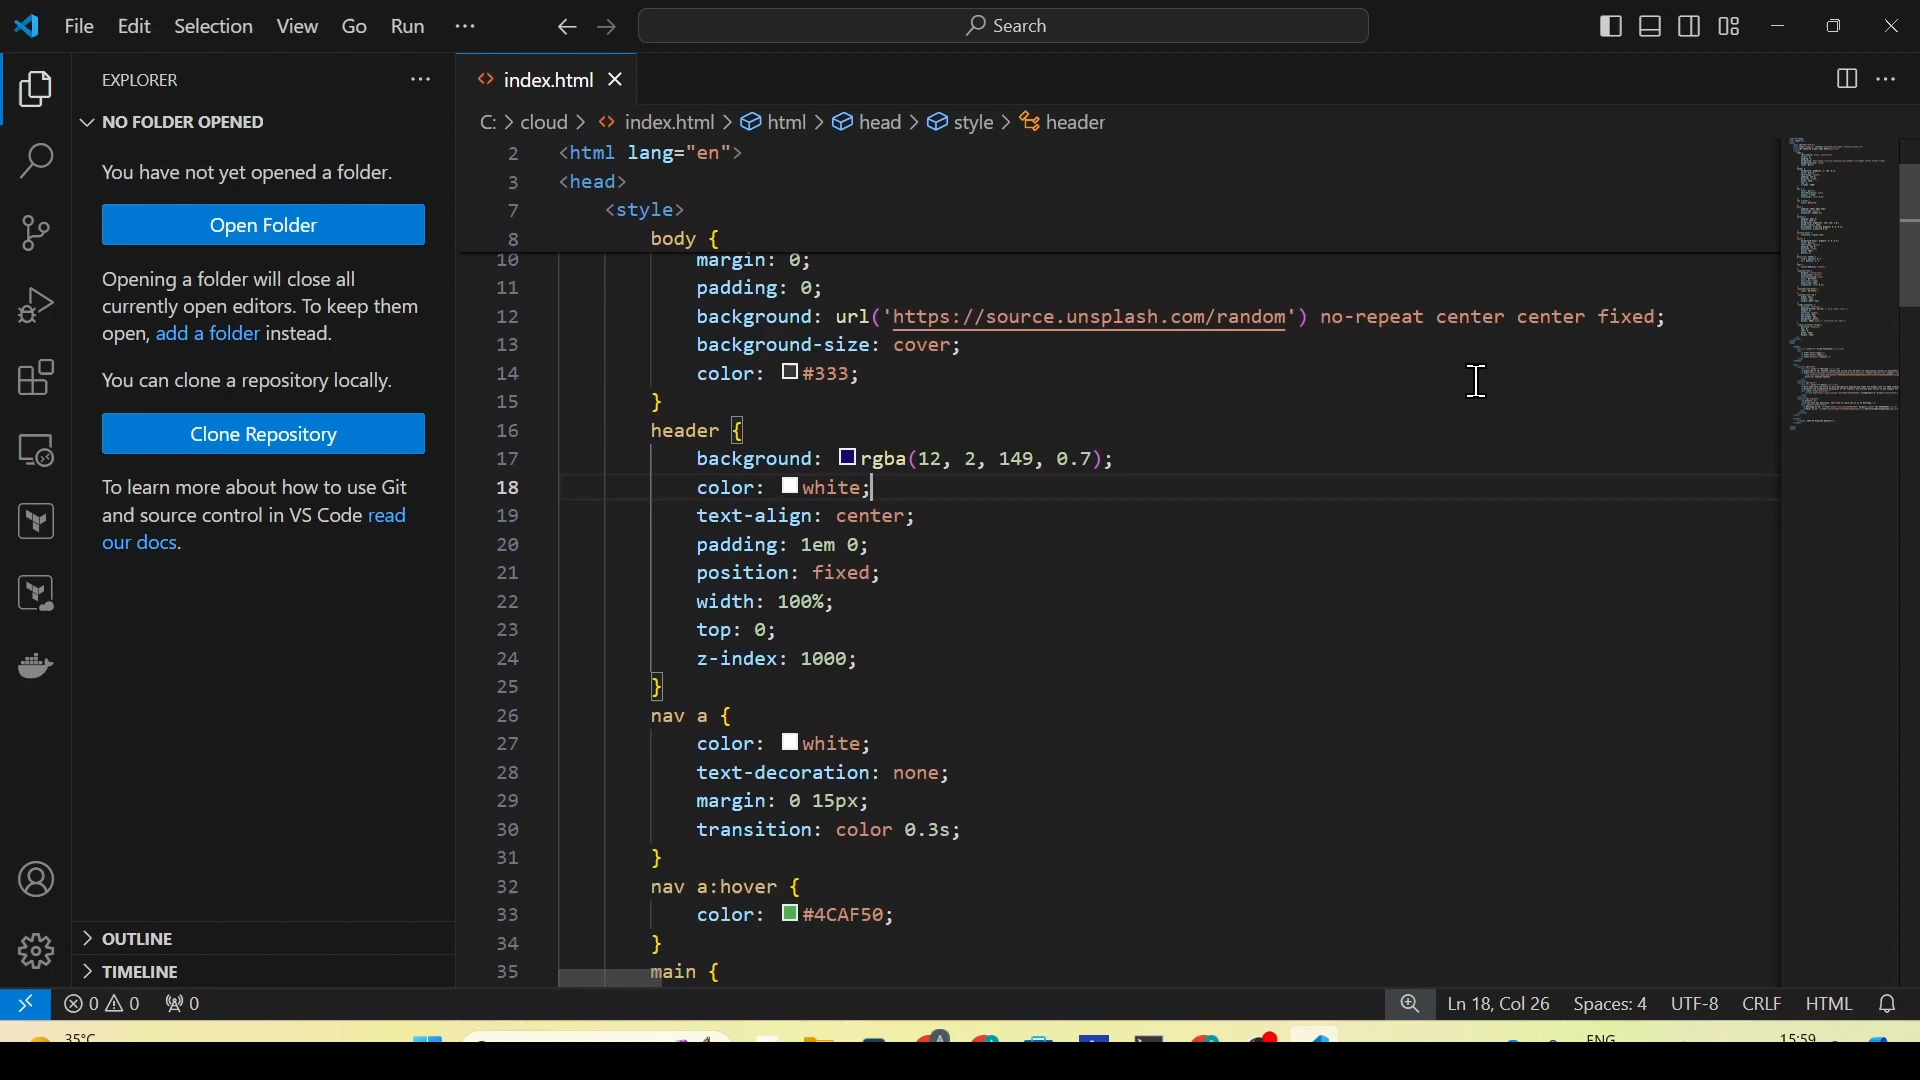 File Edit Selection View Go Run ··· Search
EXPLORER ···
NO FOLDER OPENED
You have not yet opened a folder.
Open Folder
Opening a folder will close all
currently open editors. To keep them
open, add a folder instead.
You can clone a repository locally.
Clone Repository
To learn more about how to use Git
and source control in VS Code read
our docs.
OUTLINE
TIMELINE
<> index.html
C: > cloud > <> index.html > html > head > style > header
2 <html lang="en">
3 <head>
7 <style>
8 body {
10 margin: 0;
11 padding: 0;
12 background: url('https://source.unsplash.com/random') no-repeat center center fixed;
13 background-size: cover;
14 color: #333;
15 }
16 header {
17 background: rgba(12, 2, 149, 0.7);
18 color: white;
19 text-align: center;
20 padding: 1em 0;
21 position: fixed;
22 width: 100%;
23 top: 0;
24 z-index: 1000;
25 }
26 nav a {
27 color: white;
28 text-decoration: none;
29 margin: 0 15px;
30 transition: color 0.3s;
31 }
32 nav a:hover {
33 color: #4CAF50;
34 }
35 main {
0 0 0 Ln 18, Col 26 Spaces: 4 UTF-8 CRLF HTML
35°C ENG 15:59